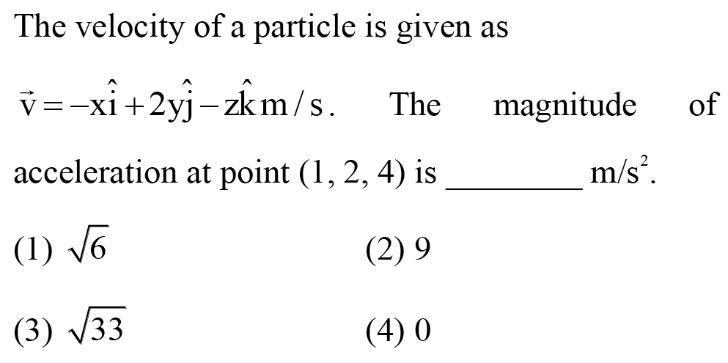 The velocity of a particle is given as
v⃗ = −xî + 2yĵ − zk̂ m/s. The magnitude of
acceleration at point (1, 2, 4) is ________ m/s².
(1) √6 (2) 9
(3) √33 (4) 0